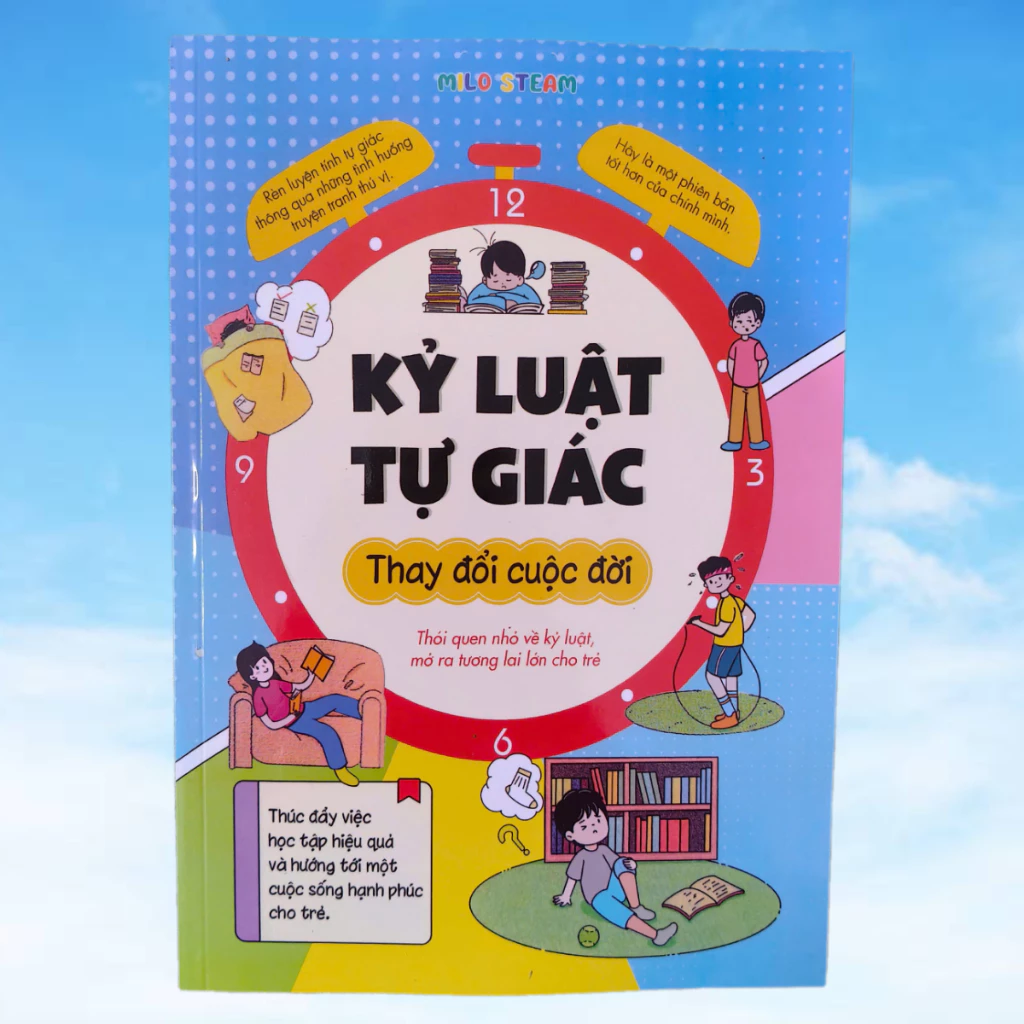 MILO STEAM
Rèn luyện tính tự giác
thông qua những tình huống
truyện tranh thú vị.
Hãy là một phiên bản
tốt hơn của chính mình.
12
KỶ LUẬT
TỰ GIÁC
9
3
Thay đổi cuộc đời
Thói quen nhỏ về kỷ luật,
mở ra tương lai lớn cho trẻ
6
Thúc đẩy việc
học tập hiệu quả
và hướng tới một
cuộc sống hạnh phúc
cho trẻ.